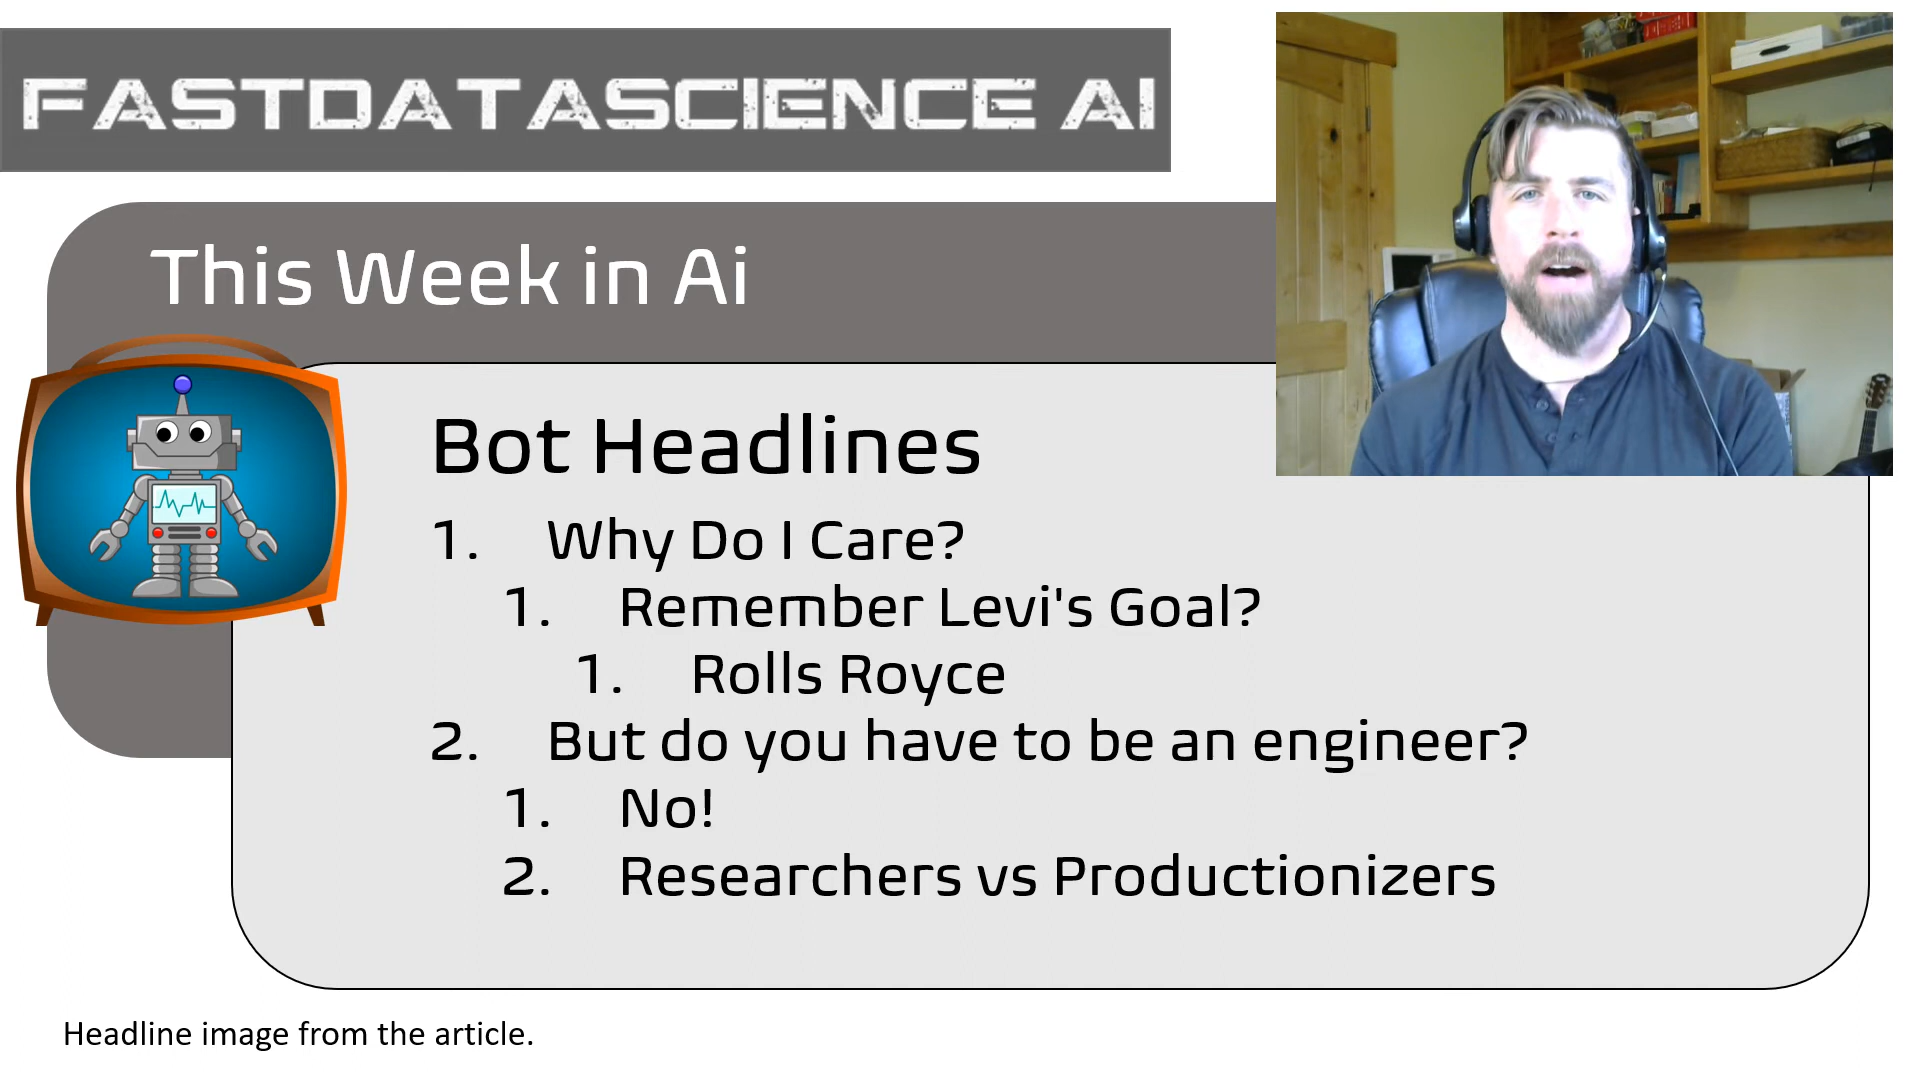 FASTDATASCIENCE AI
This Week in Ai
Bot Headlines
1. Why Do I Care?
1. Remember Levi's Goal?
1. Rolls Royce
2. But do you have to be an engineer?
1. No!
2. Researchers vs Productionizers
Headline image from the article.